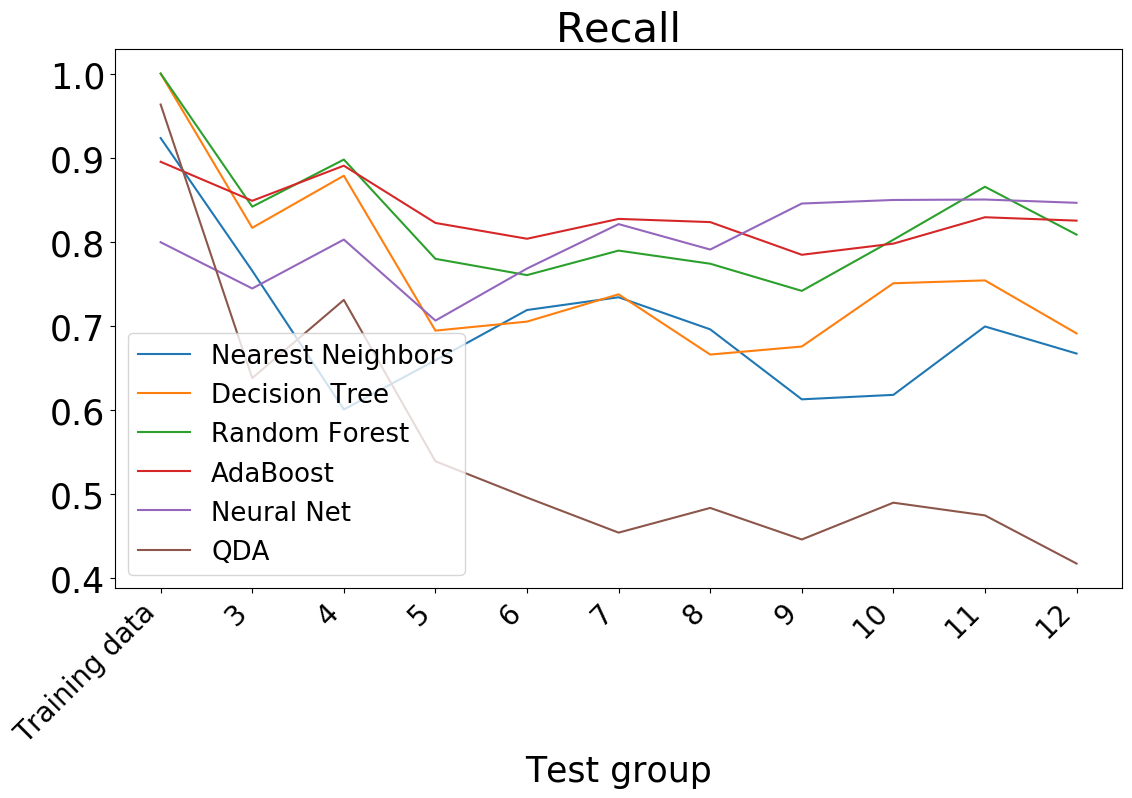 Recall
1.0
0.9
0.8
0.7
0.6
0.5
0.4
Nearest Neighbors
Decision Tree
Random Forest
AdaBoost
Neural Net
QDA
Training data 3 4 5 6 7 8 9 10 11 12
Test group